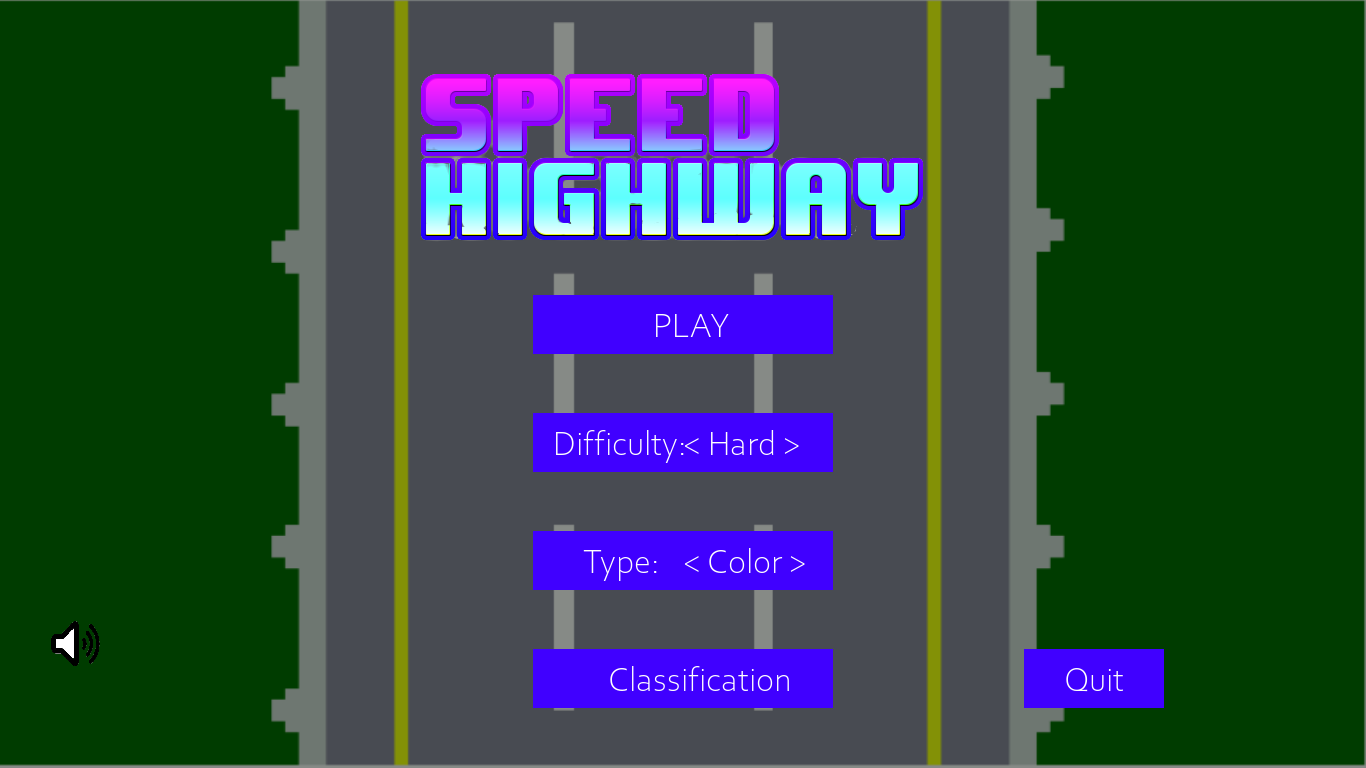 SPEED
HIGHWAY
PLAY
Difficulty:< Hard >
Type: < Color >
Classification
Quit